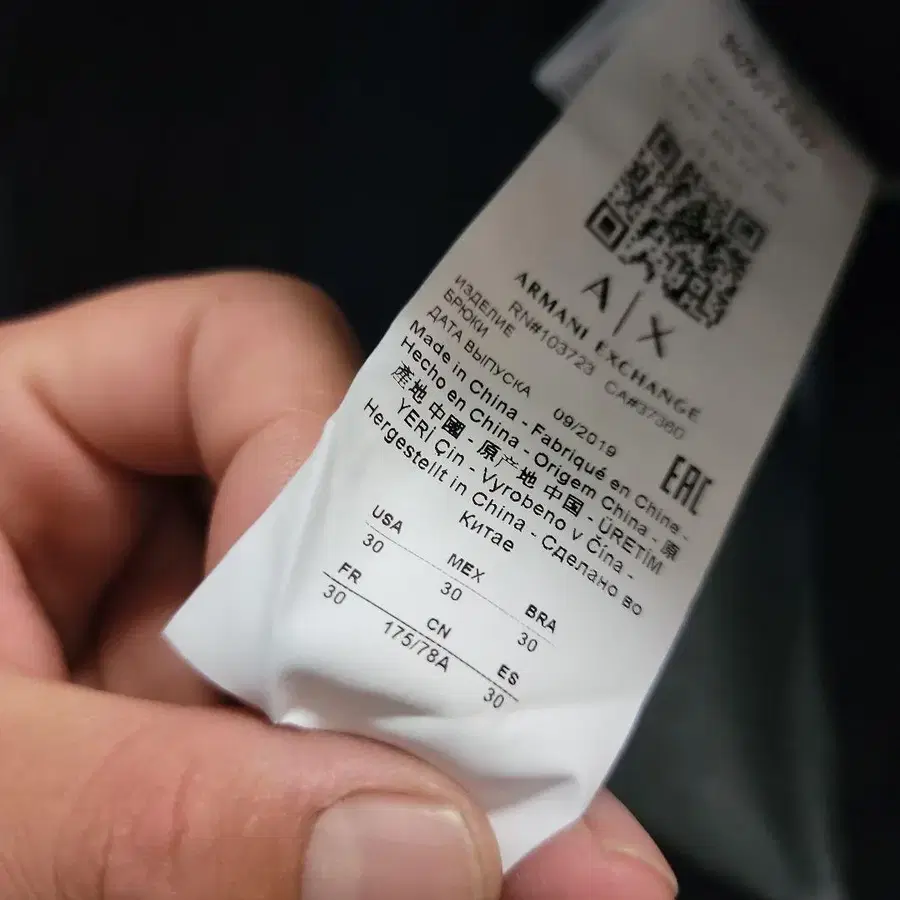 A | X
ARMANI EXCHANGE
RN#103723 CA#37360
ИЗДЕЛИЕ
БРЮКИ
ДАТА ВЫПУСКА 09/2019
EAC
Made in China - Fabriqué en Chine -
Hecho en China - Origem China - 原
產地 中國 - 原产地 中国 - ÜRETİM
YERİ Çin - Vyrobeno v Čína -
Hergestellt in China - Сделано во
Китае
USA MEX BRA
30 30 30
FR CN ES
30 175/78A 30